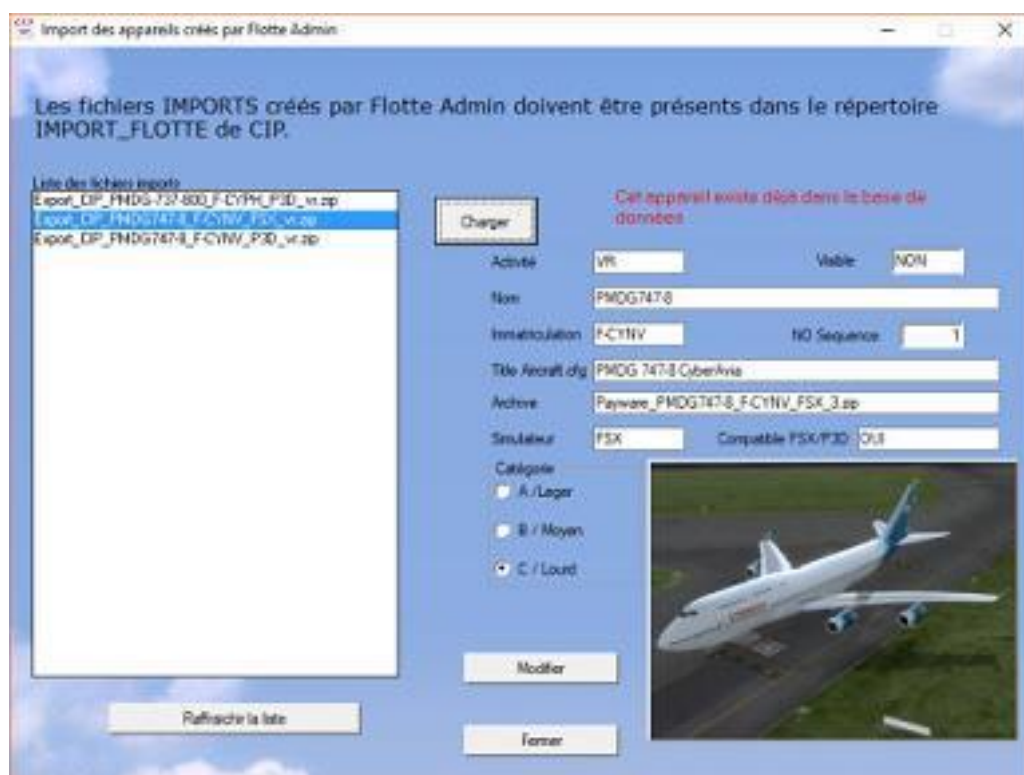 Import des appareils créés par Flotte Admin
Les fichiers IMPORTS créés par Flotte Admin doivent être présents dans le répertoire
IMPORT_FLOTTE de CIP.
Liste des fichiers imports
Export_CIP_PMDG-737-800_F-CYPH_P3D_vr.zip
Export_CIP_PMDG747-8_F-CYNV_FSX_vr.zip
Export_CIP_PMDG747-8_F-CYNV_P3D_vr.zip
Charger
Cet appareil existe déjà dans la base de
données
Activité VR Visible NON
Nom PMDG747-8
Immatriculation F-CYNV NO Sequence 1
Title Aircraft.cfg PMDG 747-8 CyberAvia
Archive Payware_PMDG747-8_F-CYNV_FSX_3.zip
Simulateur FSX Compatible FSX/P3D OUI
Catégorie
A / Leger
B / Moyen
C / Lourd
Modifier
Raffraichir la liste
Fermer